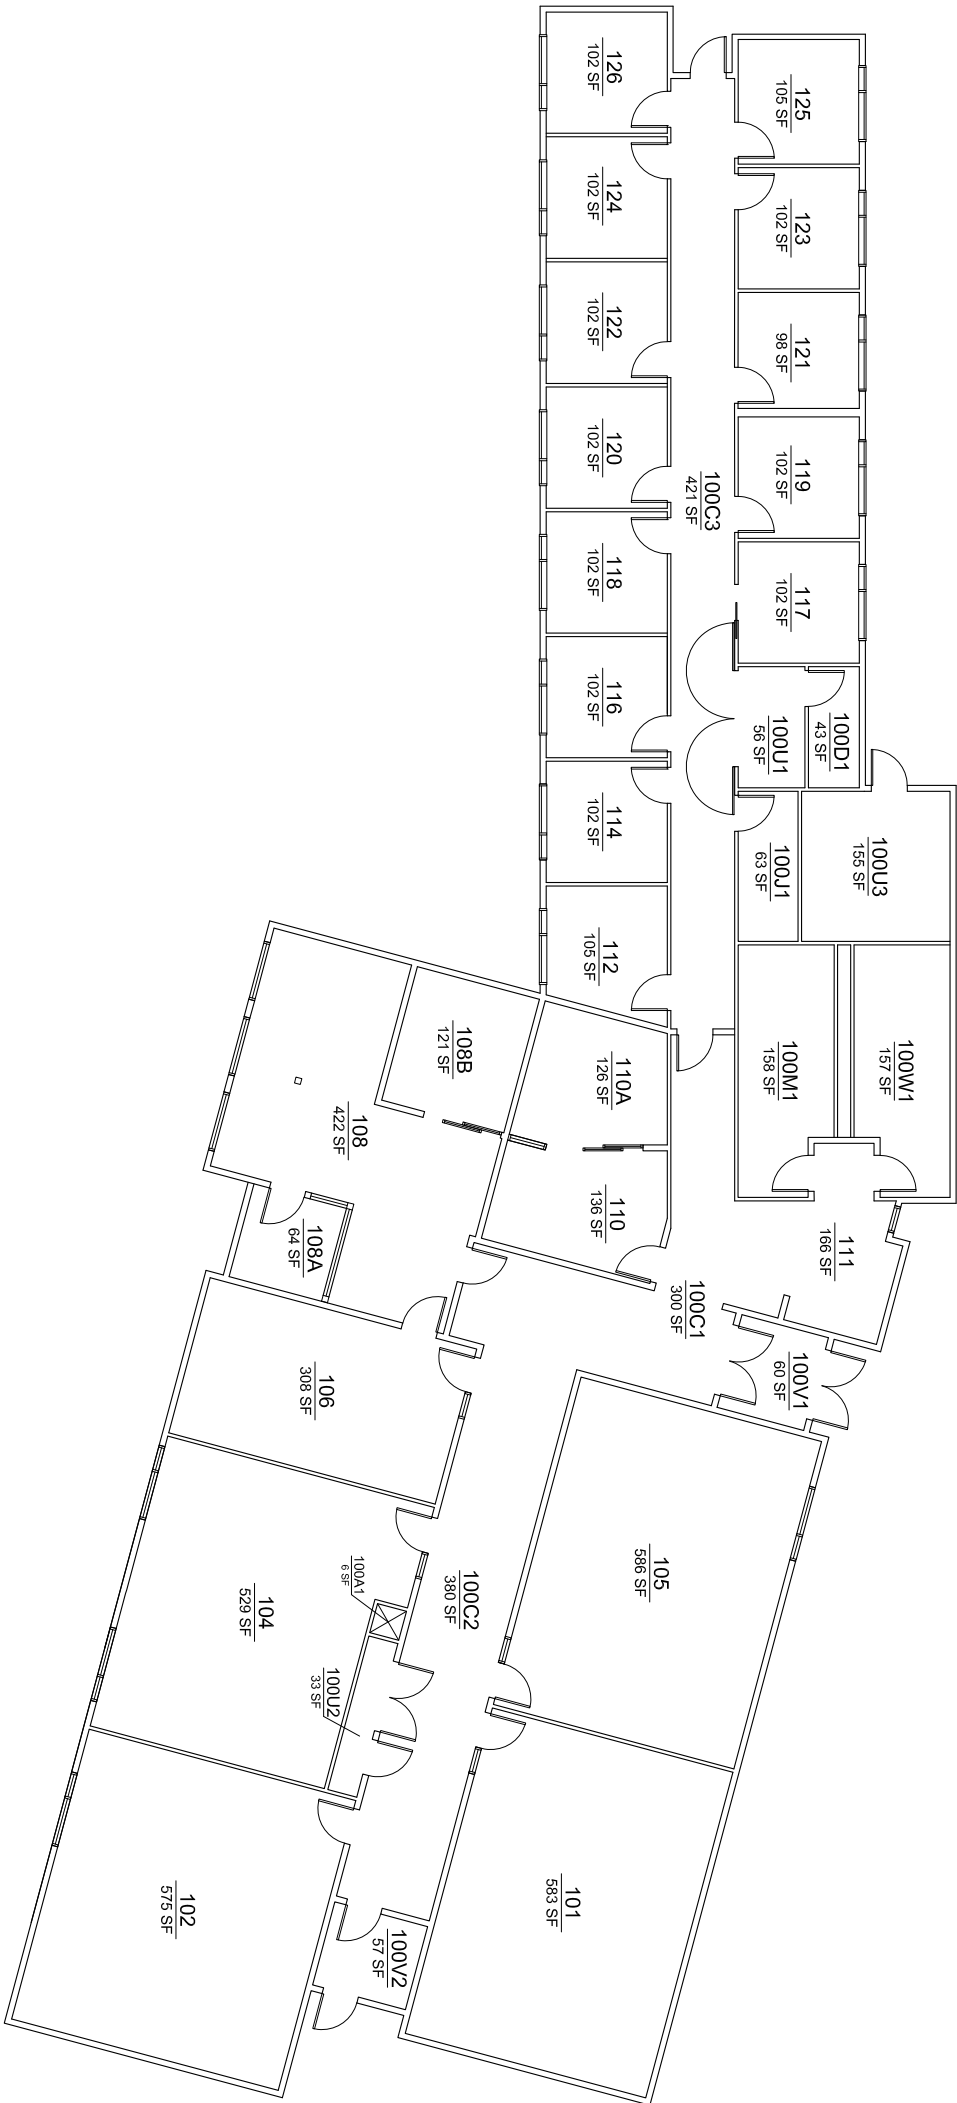 126
102 SF
125
105 SF
124
102 SF
123
102 SF
122
102 SF
121
98 SF
120
102 SF
119
102 SF
100C3
421 SF
118
102 SF
117
102 SF
116
102 SF
100U1
56 SF
100D1
43 SF
114
102 SF
100J1
63 SF
100U3
155 SF
112
105 SF
108B
121 SF
110A
126 SF
100M1
158 SF
100W1
157 SF
108
422 SF
110
136 SF
111
166 SF
108A
64 SF
100C1
300 SF
100V1
60 SF
106
308 SF
105
586 SF
104
529 SF
100A1
6 SF
100C2
380 SF
100U2
33 SF
102
575 SF
101
583 SF
100V2
57 SF